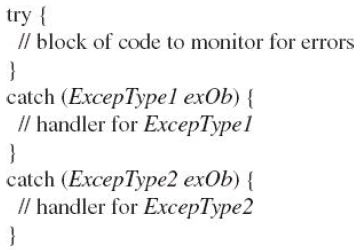 try {
// block of code to monitor for errors
}
catch (ExcepType1 exOb) {
// handler for ExcepType1
}
catch (ExcepType2 exOb) {
// handler for ExcepType2
}